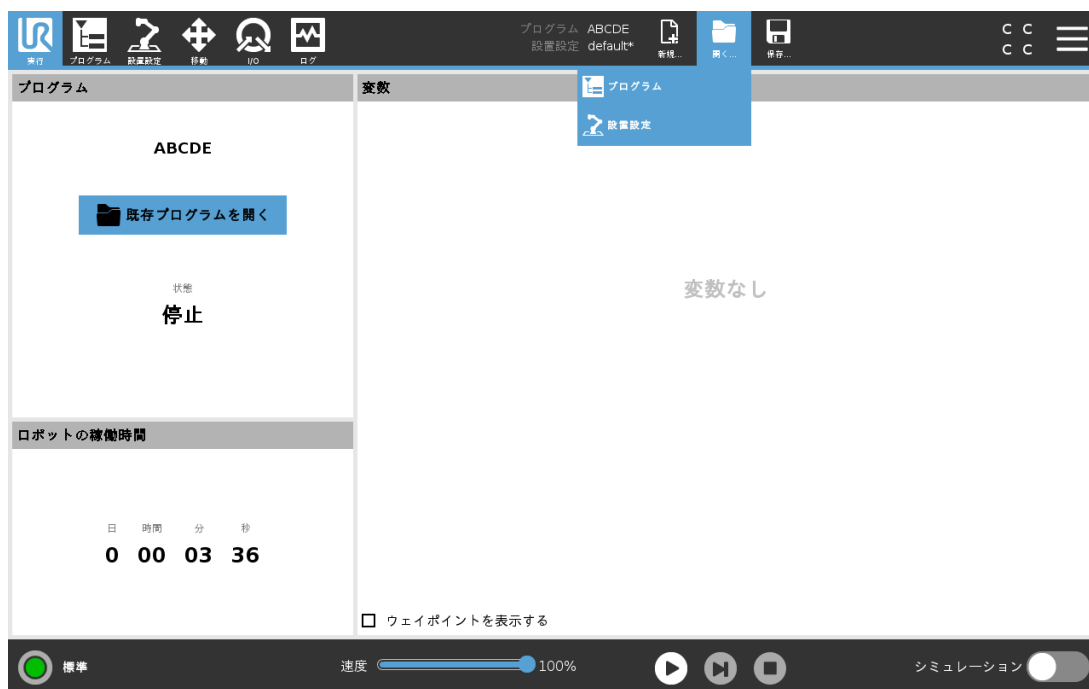 プログラム ABCDE
設置設定 default*
C C
C C
実行 プログラム 設置設定 移動 I/O ログ 新規... 開く... 保存...
プログラム
設置設定
プログラム
ABCDE
既存プログラムを開く
状態
停止
変数
変数なし
ロボットの稼働時間
日 時間 分 秒
0 00 03 36
ウェイポイントを表示する
標準 速度 100% シミュレーション